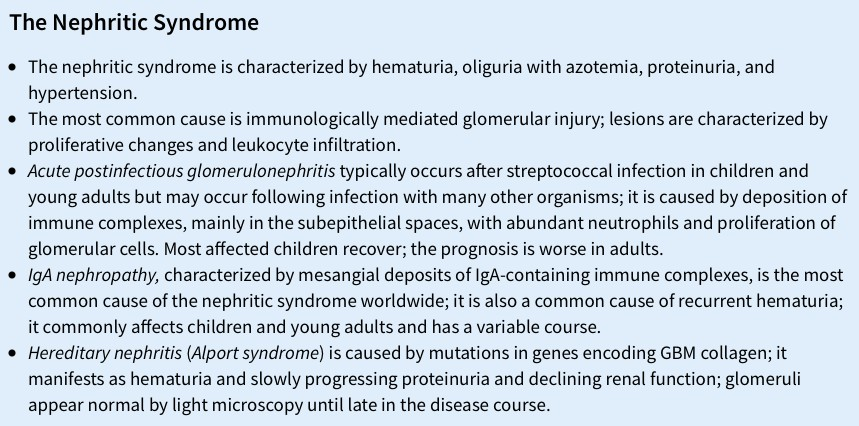 The Nephritic Syndrome
• The nephritic syndrome is characterized by hematuria, oliguria with azotemia, proteinuria, and
hypertension.
• The most common cause is immunologically mediated glomerular injury; lesions are characterized by
proliferative changes and leukocyte infiltration.
• Acute postinfectious glomerulonephritis typically occurs after streptococcal infection in children and
young adults but may occur following infection with many other organisms; it is caused by deposition of
immune complexes, mainly in the subepithelial spaces, with abundant neutrophils and proliferation of
glomerular cells. Most affected children recover; the prognosis is worse in adults.
• IgA nephropathy, characterized by mesangial deposits of IgA-containing immune complexes, is the most
common cause of the nephritic syndrome worldwide; it is also a common cause of recurrent hematuria;
it commonly affects children and young adults and has a variable course.
• Hereditary nephritis (Alport syndrome) is caused by mutations in genes encoding GBM collagen; it
manifests as hematuria and slowly progressing proteinuria and declining renal function; glomeruli
appear normal by light microscopy until late in the disease course.